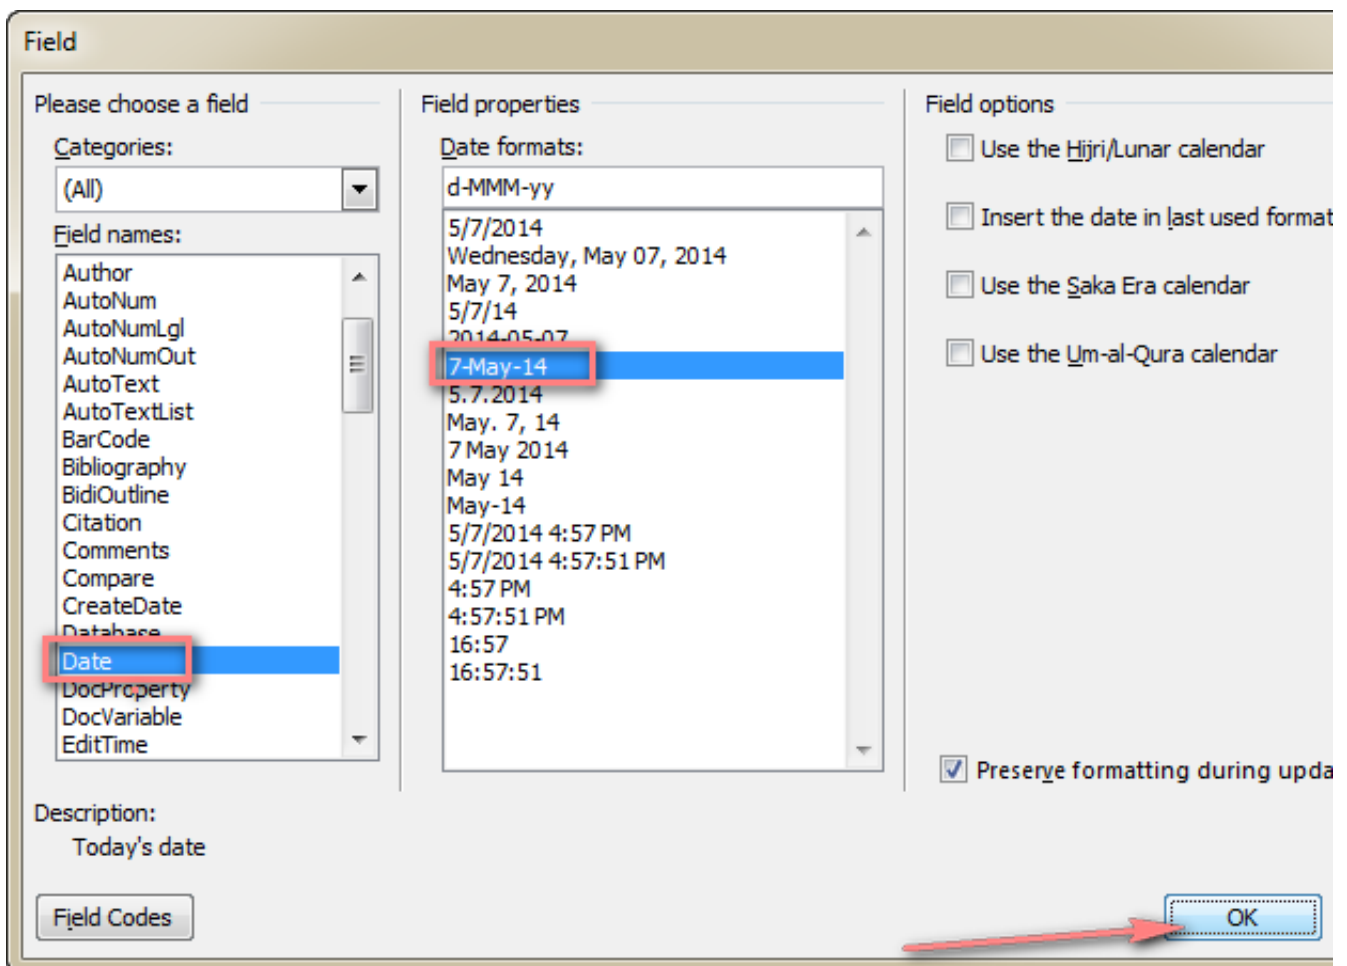 Field
Please choose a field
Categories:
(All)
Field names:
Author
AutoNum
AutoNumLgl
AutoNumOut
AutoText
AutoTextList
BarCode
Bibliography
BidiOutline
Citation
Comments
Compare
CreateDate
Database
Date
DocProperty
DocVariable
EditTime
Field properties
Date formats:
d-MMM-yy
5/7/2014
Wednesday, May 07, 2014
May 7, 2014
5/7/14
2014-05-07
7-May-14
5.7.2014
May. 7, 14
7 May 2014
May 14
May-14
5/7/2014 4:57 PM
5/7/2014 4:57:51 PM
4:57 PM
4:57:51 PM
16:57
16:57:51
Field options
Use the Hijri/Lunar calendar
Insert the date in last used format
Use the Saka Era calendar
Use the Um-al-Qura calendar
Preserve formatting during upda
Description:
Today's date
Field Codes
OK